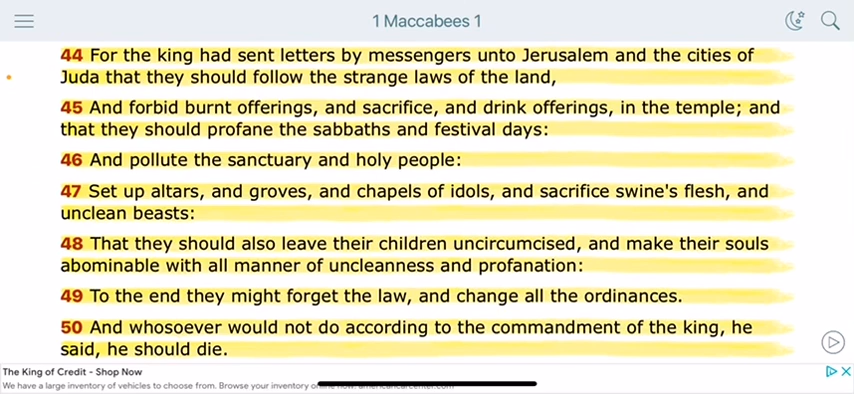 1 Maccabees 1
44 For the king had sent letters by messengers unto Jerusalem and the cities of
Juda that they should follow the strange laws of the land,
45 And forbid burnt offerings, and sacrifice, and drink offerings, in the temple; and
that they should profane the sabbaths and festival days:
46 And pollute the sanctuary and holy people:
47 Set up altars, and groves, and chapels of idols, and sacrifice swine's flesh, and
unclean beasts:
48 That they should also leave their children uncircumcised, and make their souls
abominable with all manner of uncleanness and profanation:
49 To the end they might forget the law, and change all the ordinances.
50 And whosoever would not do according to the commandment of the king, he
said, he should die.
The King of Credit - Shop Now
We have a large inventory of vehicles to choose from. Browse your inventory